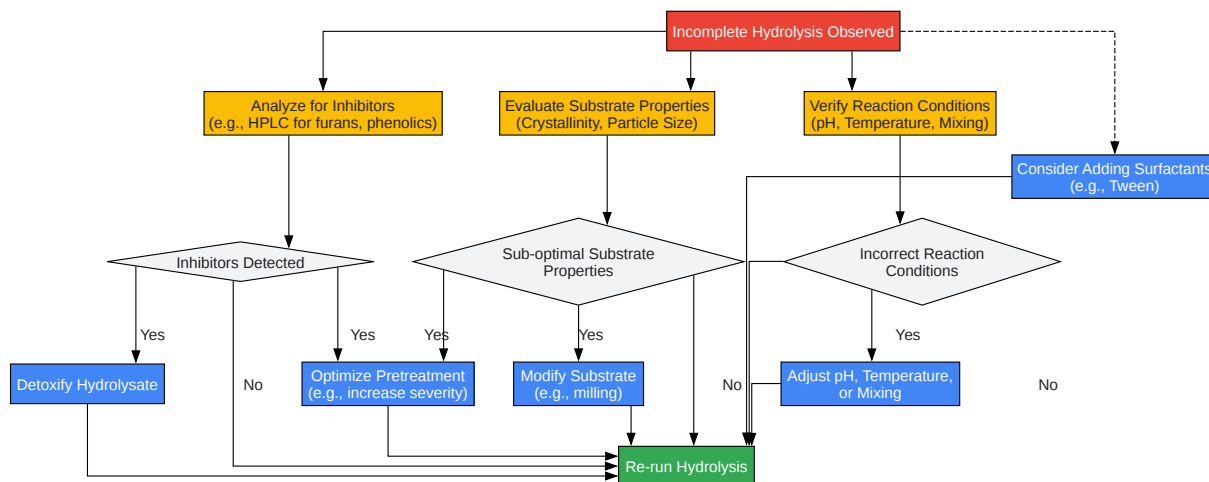 Incomplete Hydrolysis Observed
Analyze for Inhibitors
(e.g., HPLC for furans, phenolics)
Evaluate Substrate Properties
(Crystallinity, Particle Size)
Verify Reaction Conditions
(pH, Temperature, Mixing)
Consider Adding Surfactants
(e.g., Tween)
Inhibitors Detected
Sub-optimal Substrate
Properties
Incorrect Reaction
Conditions
Yes
Yes
Yes
Yes
Yes
Detoxify Hydrolysate
No
Optimize Pretreatment
(e.g., increase severity)
Modify Substrate
(e.g., milling)
No
Adjust pH, Temperature,
or Mixing
No
Re-run Hydrolysis